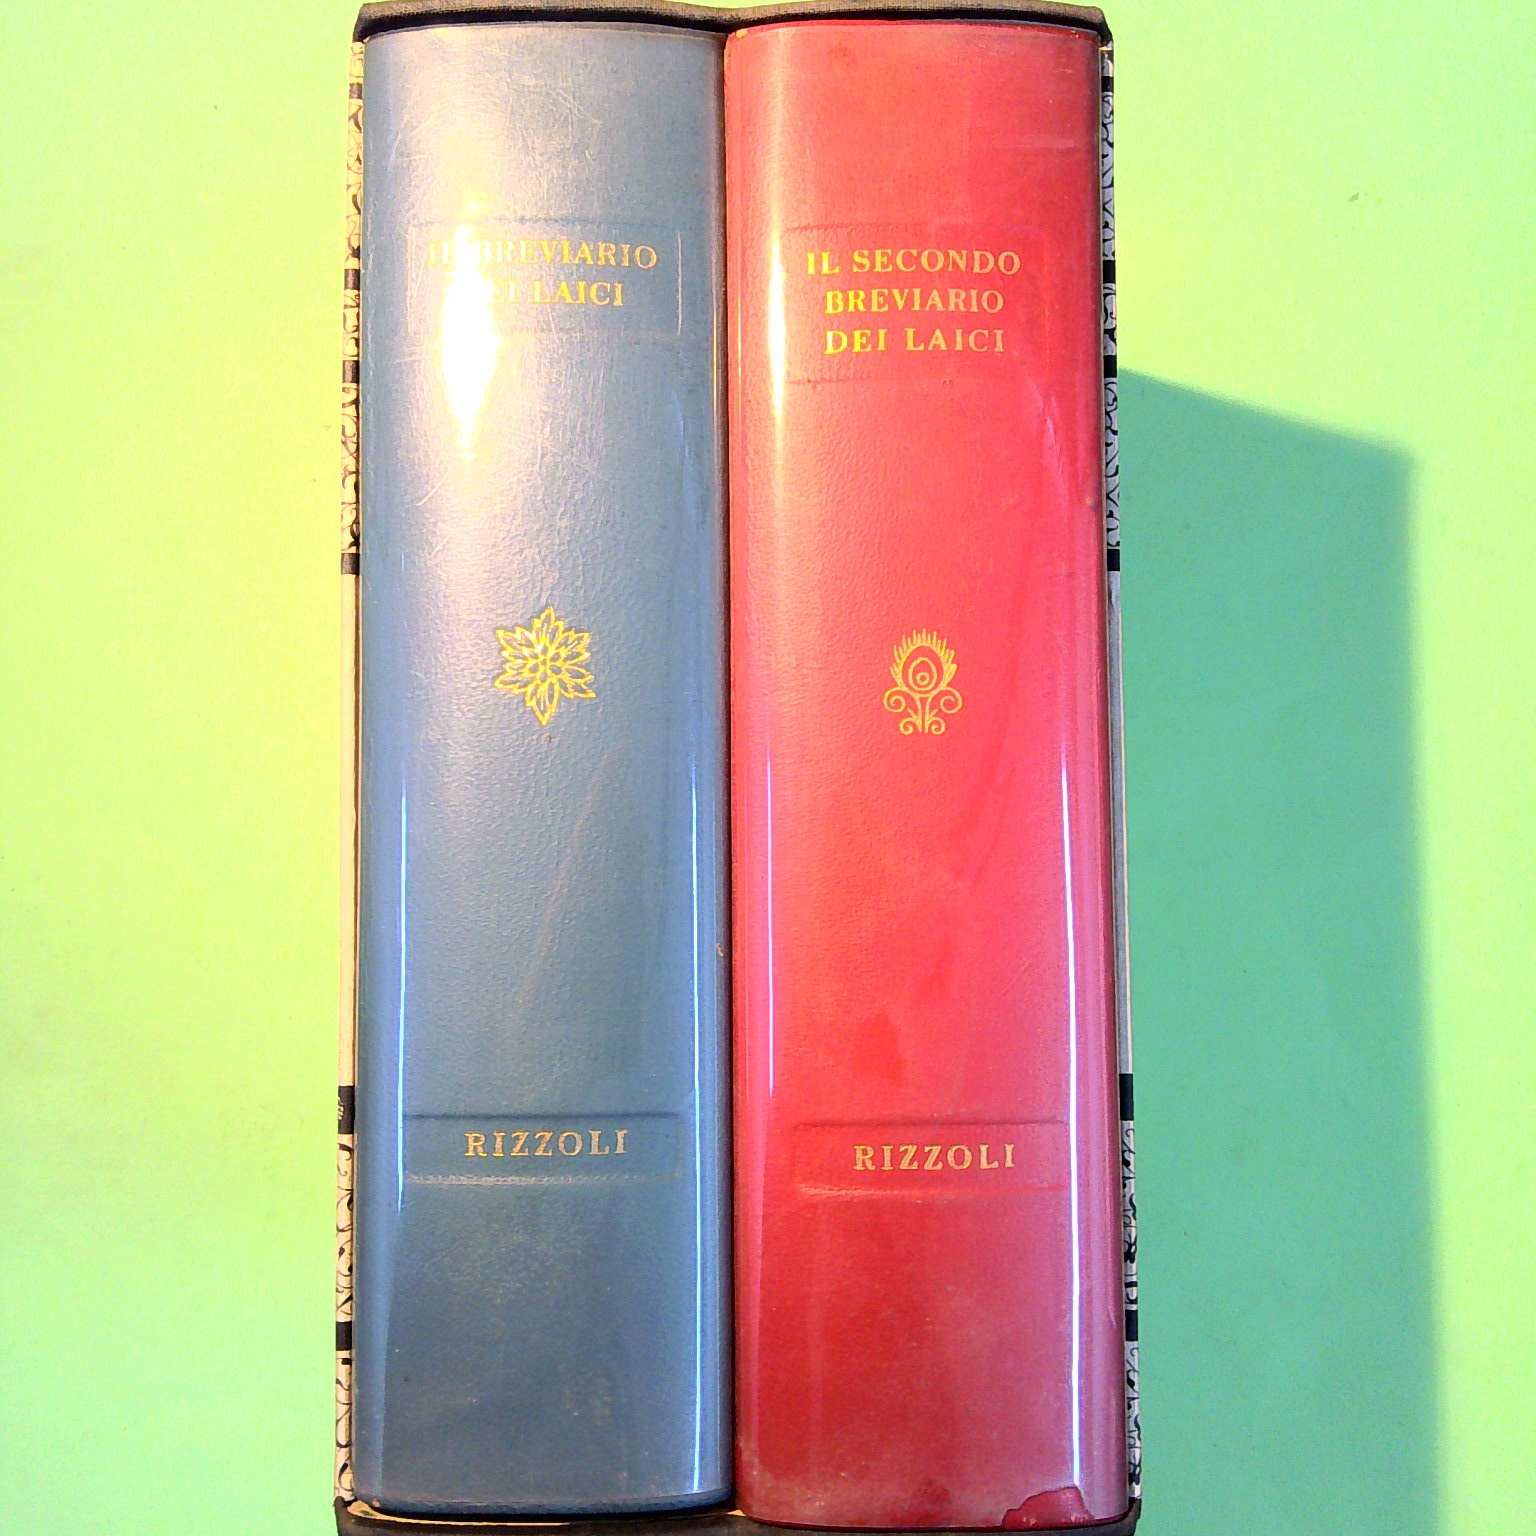 IL BREVIARIO
DEI LAICI
RIZZOLI
IL SECONDO
BREVIARIO
DEI LAICI
RIZZOLI